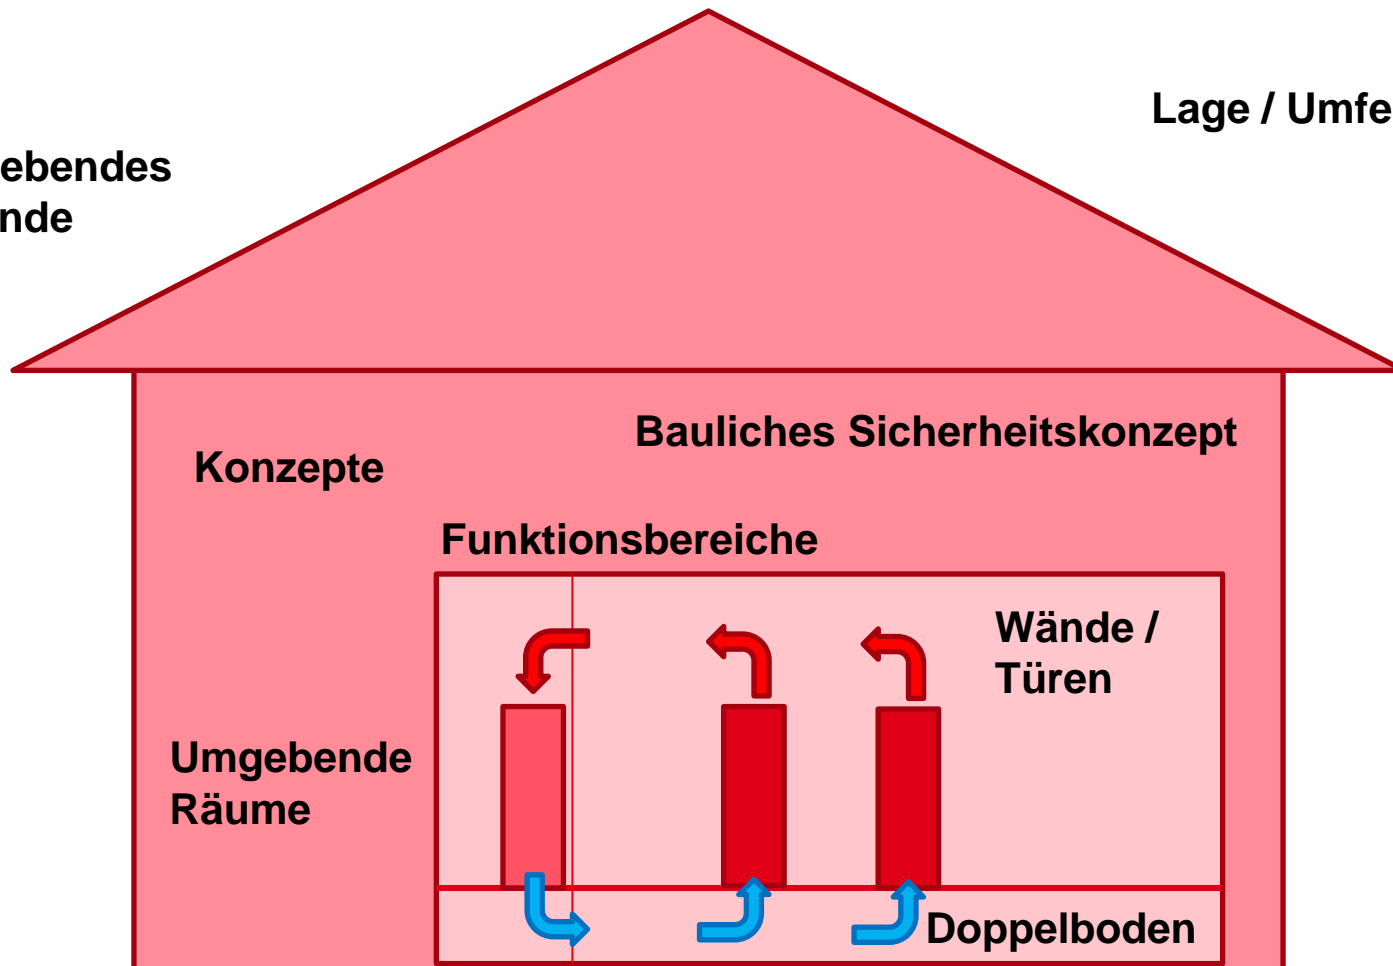 Lage / Umfe
ebendes
nde
Bauliches Sicherheitskonzept
Konzepte
Funktionsbereiche
Wände /
Türen
Umgebende
Räume
Doppelboden